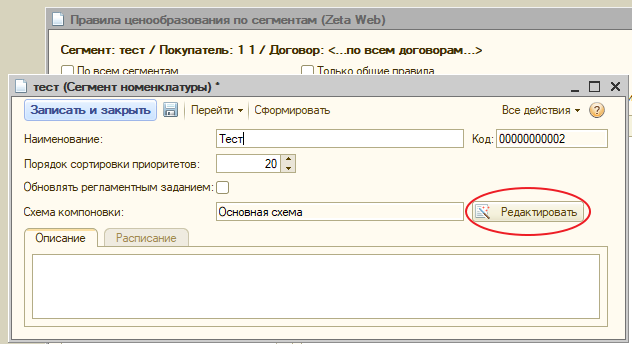 Правила ценообразования по сегментам (Zeta Web)
Сегмент: тест / Покупатель: 1 1 / Договор: <...по всем договорам...>
По всем сегментам Только общие правила
тест (Сегмент номенклатуры) *
Записать и закрыть Перейти Сформировать Все действия ?
Наименование: Тест Код: 00000000002
Порядок сортировки приоритетов: 20
Обновлять регламентным заданием:
Схема компоновки: Основная схема Редактировать
Описание Расписание